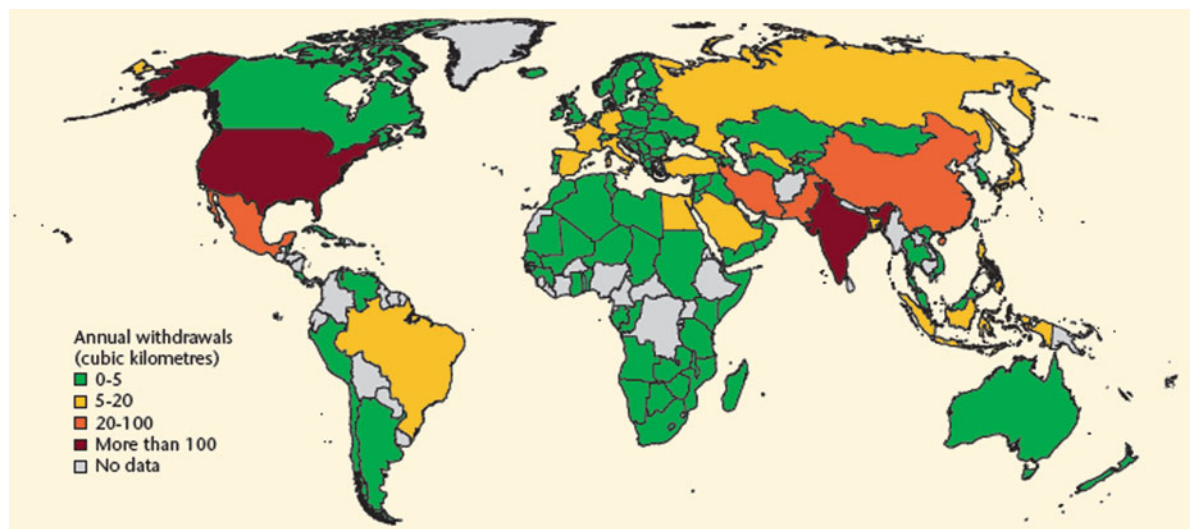 Annual withdrawals
(cubic kilometres)
0-5
5-20
20-100
More than 100
No data